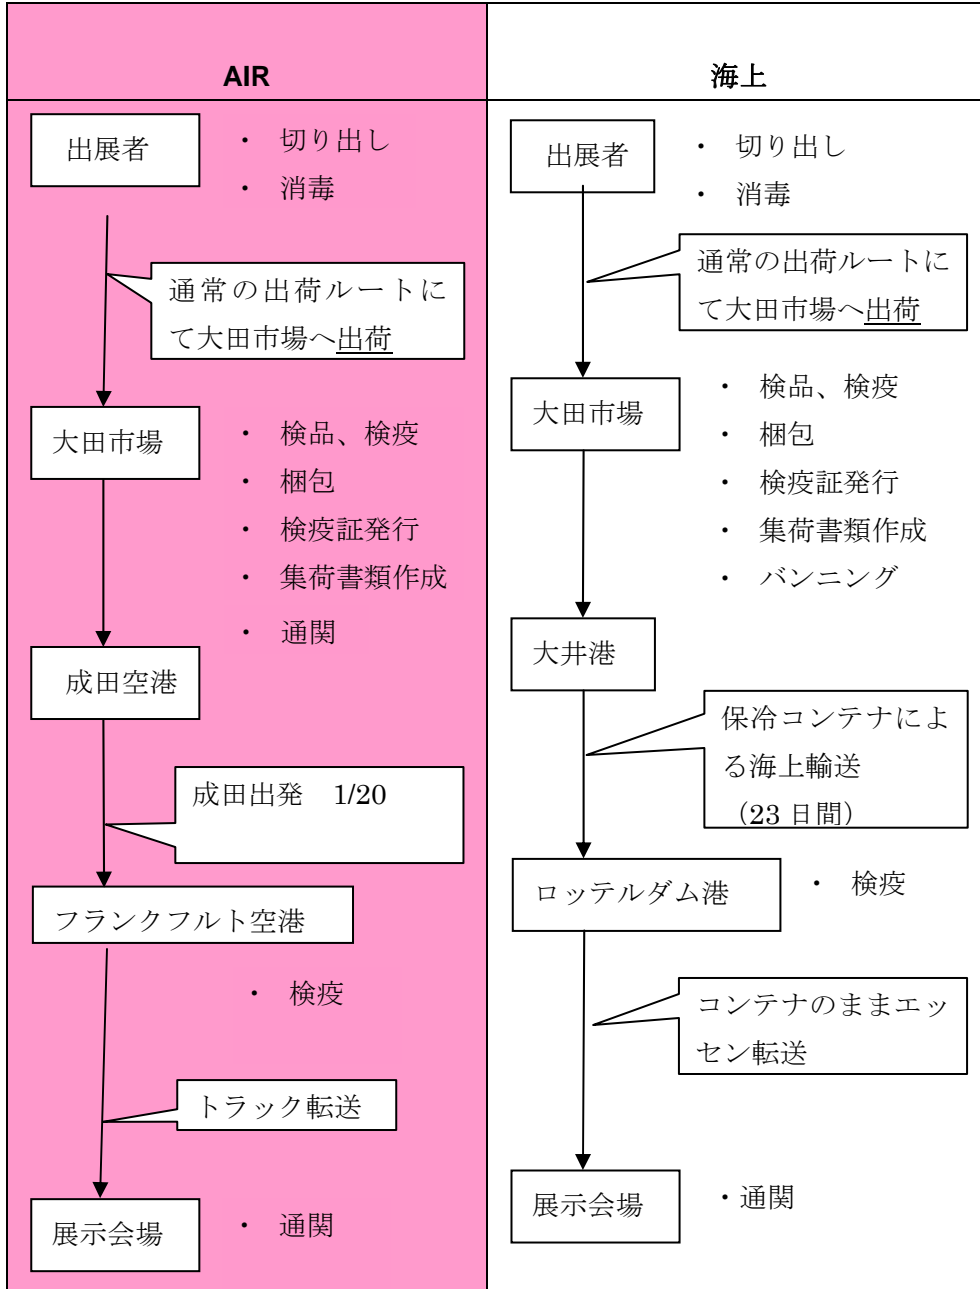 AIR
出展者
・ 切り出し
・ 消毒
通常の出荷ルートに
て大田市場へ出荷
大田市場
・ 検品、検疫
・ 梱包
・ 検疫証発行
・ 集荷書類作成
・ 通関
成田空港
成田出発 1/20
フランクフルト空港
・ 検疫
トラック転送
展示会場
・ 通関
海上
出展者
・ 切り出し
・ 消毒
通常の出荷ルートに
て大田市場へ出荷
大田市場
・ 検品、検疫
・ 梱包
・ 検疫証発行
・ 集荷書類作成
・ バンニング
大井港
保冷コンテナによ
る海上輸送
（23 日間）
ロッテルダム港
・ 検疫
コンテナのままエッ
セン転送
展示会場
・通関